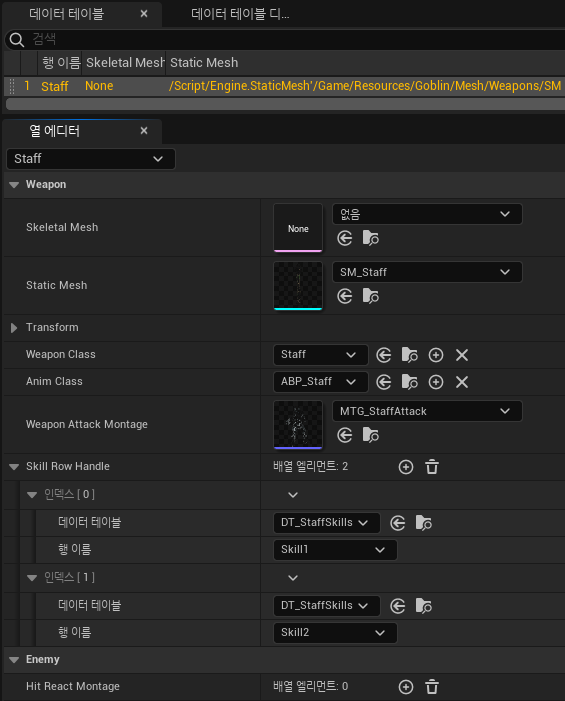 데이터 테이블
데이터 테이블 디...
검색
행 이름 Skeletal Mesh Static Mesh
1 Staff None /Script/Engine.StaticMesh'/Game/Resources/Goblin/Mesh/Weapons/SM
열 에디터
Staff
Weapon
Skeletal Mesh None 없음
Static Mesh SM_Staff
Transform
Weapon Class Staff
Anim Class ABP_Staff
Weapon Attack Montage MTG_StaffAttack
Skill Row Handle 배열 엘리먼트: 2
인덱스 [ 0 ]
데이터 테이블 DT_StaffSkills
행 이름 Skill1
인덱스 [ 1 ]
데이터 테이블 DT_StaffSkills
행 이름 Skill2
Enemy
Hit React Montage 배열 엘리먼트: 0